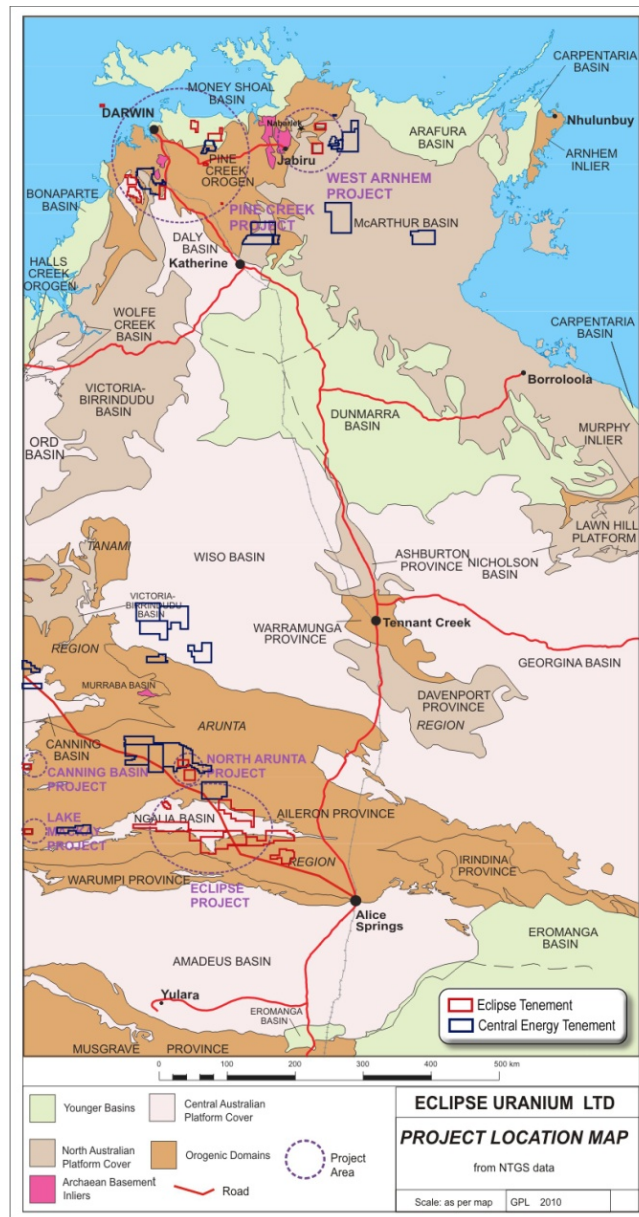 CARPENTARIA
BASIN
MONEY SHOAL
BASIN
DARWIN
Nabarlek
Nhulunbuy
ARAFURA
BASIN
Jabiru
ARNHEM
INLIER
PINE
CREEK
OROGEN
WEST ARNHEM
PROJECT
BONAPARTE
BASIN
PINE CREEK
PROJECT
McARTHUR BASIN
DALY
BASIN
Katherine
HALLS
CREEK
OROGEN
WOLFE
CREEK
BASIN
CARPENTARIA
BASIN
VICTORIA-
BIRRINDUDU
BASIN
Borroloola
DUNMARRA
BASIN
ORD
BASIN
MURPHY
INLIER
LAWN HILL
PLATFORM
TANAMI
WISO BASIN
ASHBURTON
PROVINCE
NICHOLSON
BASIN
VICTORIA-
BIRRINDUDU
BASIN
WARRAMUNGA
PROVINCE
Tennant Creek
REGION
GEORGINA BASIN
MURRABA BASIN
DAVENPORT
PROVINCE
REGION
ARUNTA
CANNING
BASIN
CANNING BASIN
PROJECT
NORTH ARUNTA
PROJECT
LAKE
MACKAY
PROJECT
NGALIA BASIN
AILERON PROVINCE
REGION
IRINDINA
PROVINCE
WARUMPI PROVINCE
ECLIPSE
PROJECT
Alice
Springs
EROMANGA
BASIN
AMADEUS BASIN
Yulara
EROMANGA
BASIN
Eclipse Tenement
Central Energy Tenement
MUSGRAVE PROVINCE
0 100 200 300 400 500 km
Younger Basins
Central Australian
Platform Cover
North Australian
Platform Cover
Orogenic Domains
Project
Area
Archaean Basement
Inliers
Road
ECLIPSE URANIUM LTD
PROJECT LOCATION MAP
from NTGS data
Scale: as per map GPL 2010